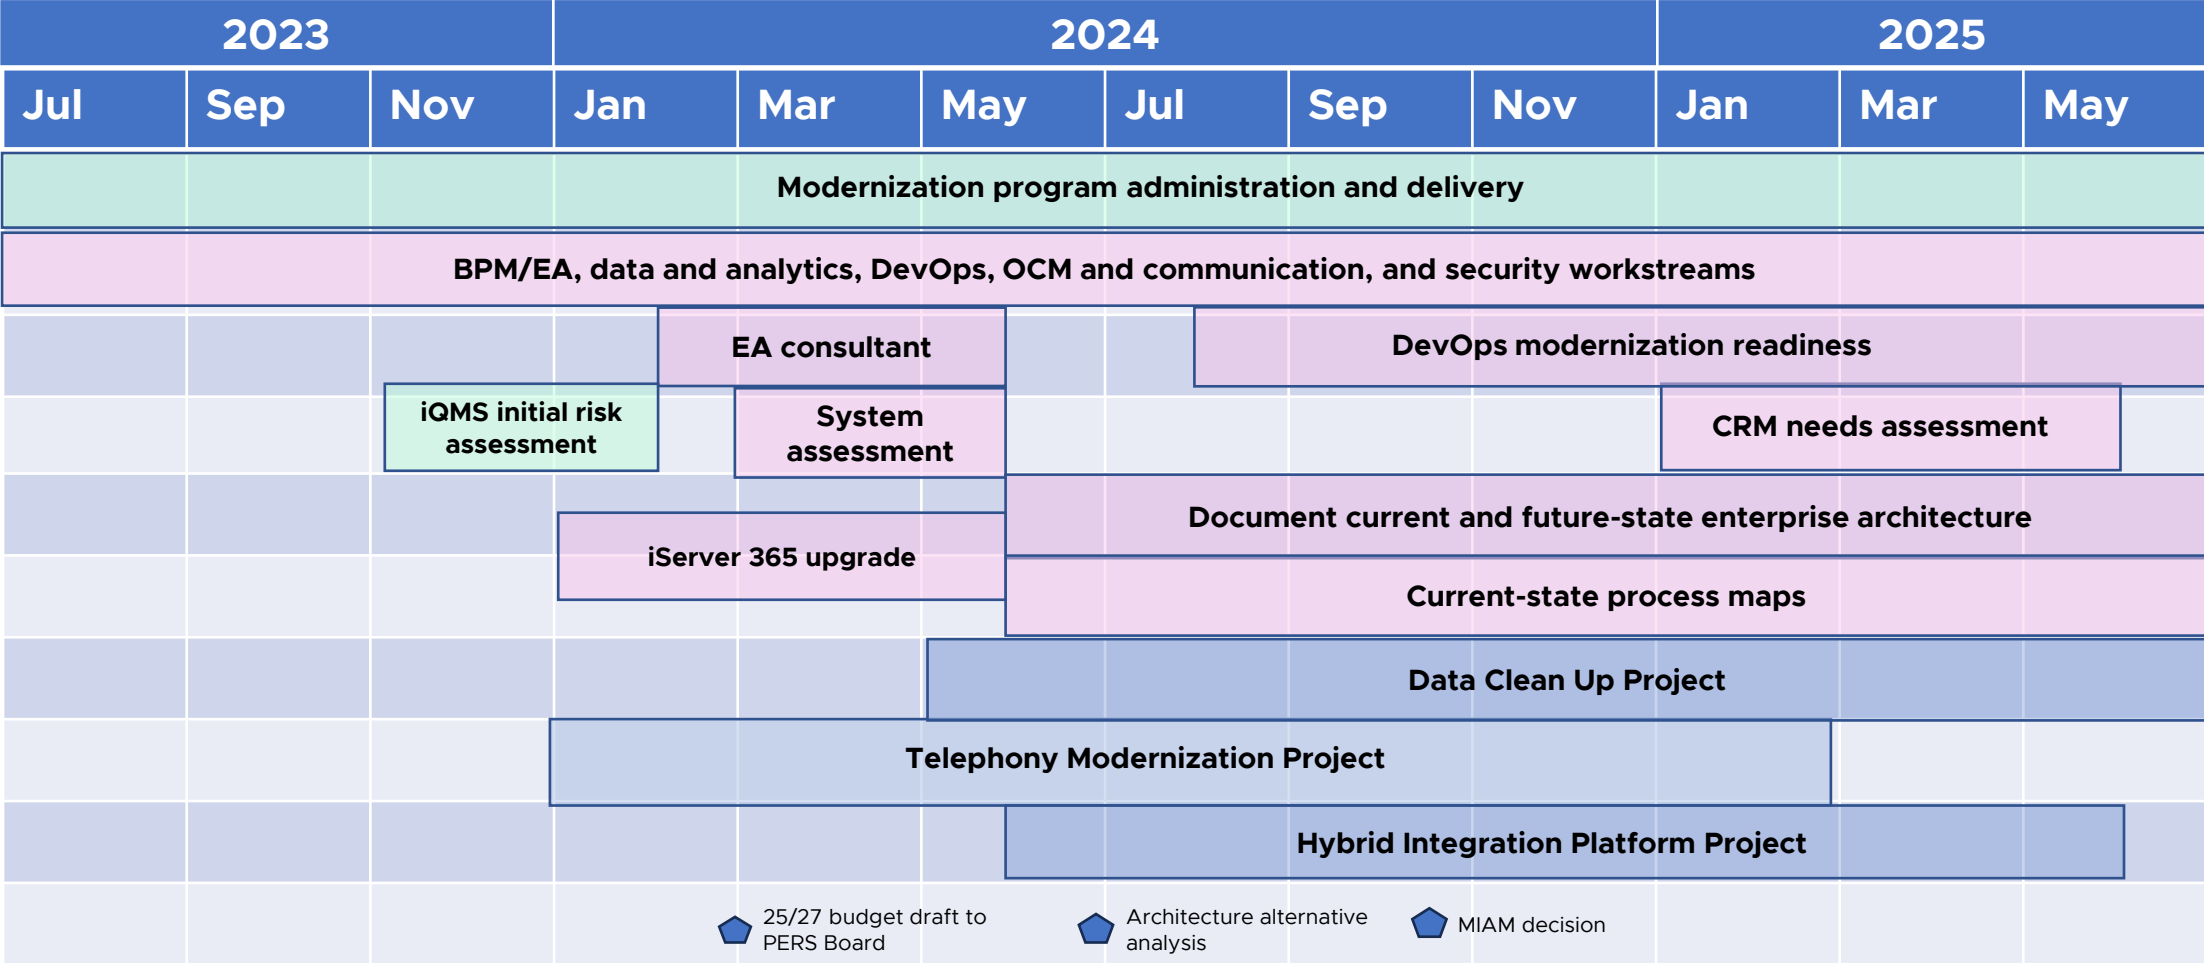 2023 2024 2025
Jul Sep Nov Jan Mar May Jul Sep Nov Jan Mar May
Modernization program administration and delivery
BPM/EA, data and analytics, DevOps, OCM and communication, and security workstreams
EA consultant
DevOps modernization readiness
iQMS initial risk
assessment
System
assessment
CRM needs assessment
Document current and future-state enterprise architecture
iServer 365 upgrade
Current-state process maps
Data Clean Up Project
Telephony Modernization Project
Hybrid Integration Platform Project
25/27 budget draft to
PERS Board
Architecture alternative
analysis
MIAM decision